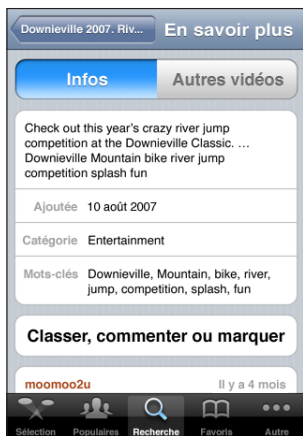 Downieville 2007. Riv... En savoir plus
Infos Autres vidéos
Check out this year's crazy river jump
competition at the Downieville Classic. ...
Downieville Mountain bike river jump
competition splash fun
Ajoutée 10 août 2007
Catégorie Entertainment
Mots-clés Downieville, Mountain, bike, river,
jump, competition, splash, fun
Classer, commenter ou marquer
moomoo2u Il y a 4 mois
Sélection Populaires Recherche Favoris Autre